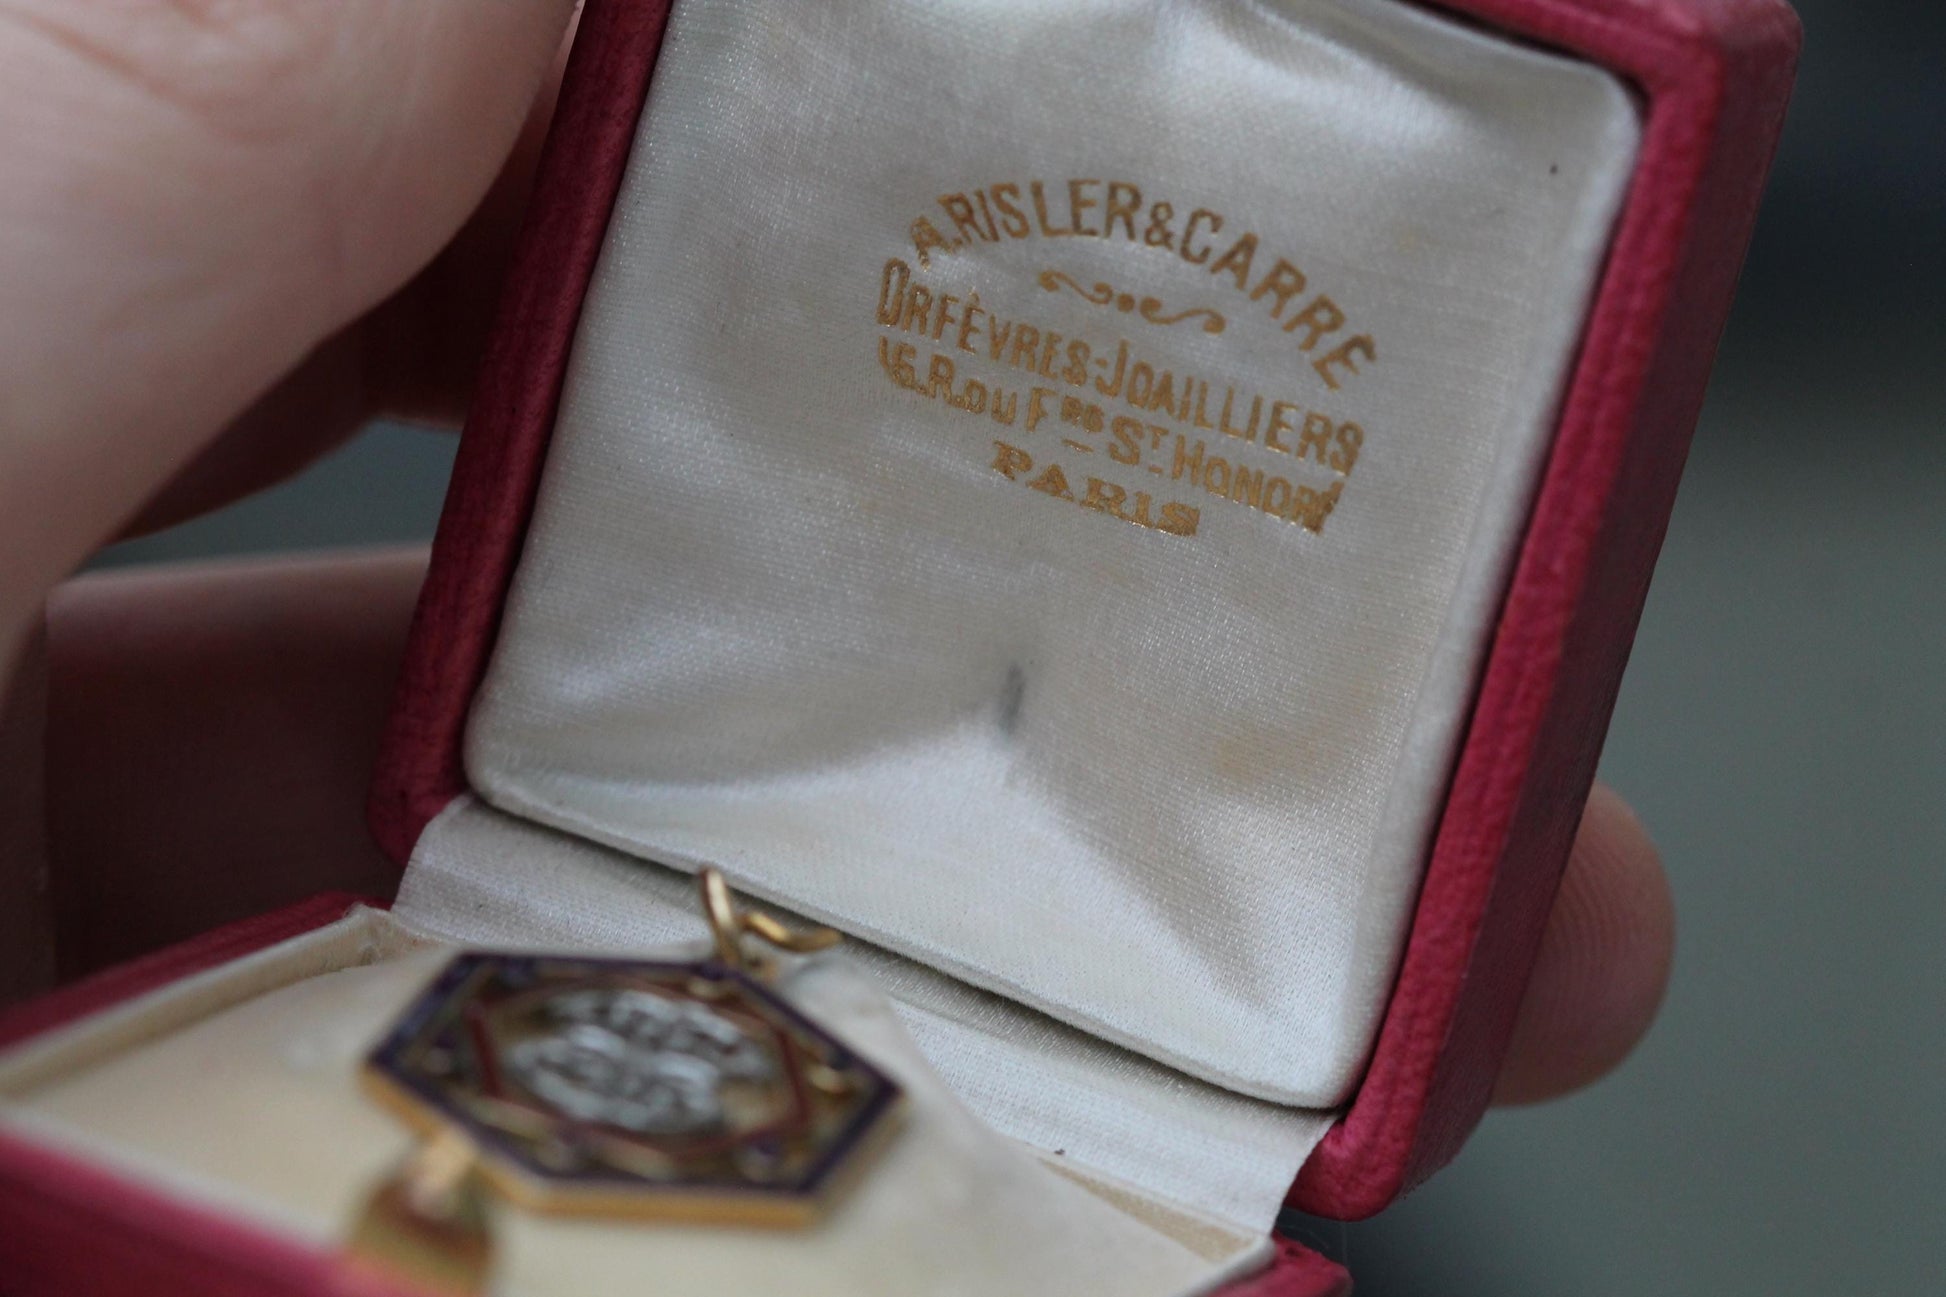 A. RISLER & CARRÉ
ORFÈVRES-JOAILLIERS
16, R. DU FBG ST HONORÉ
PARIS